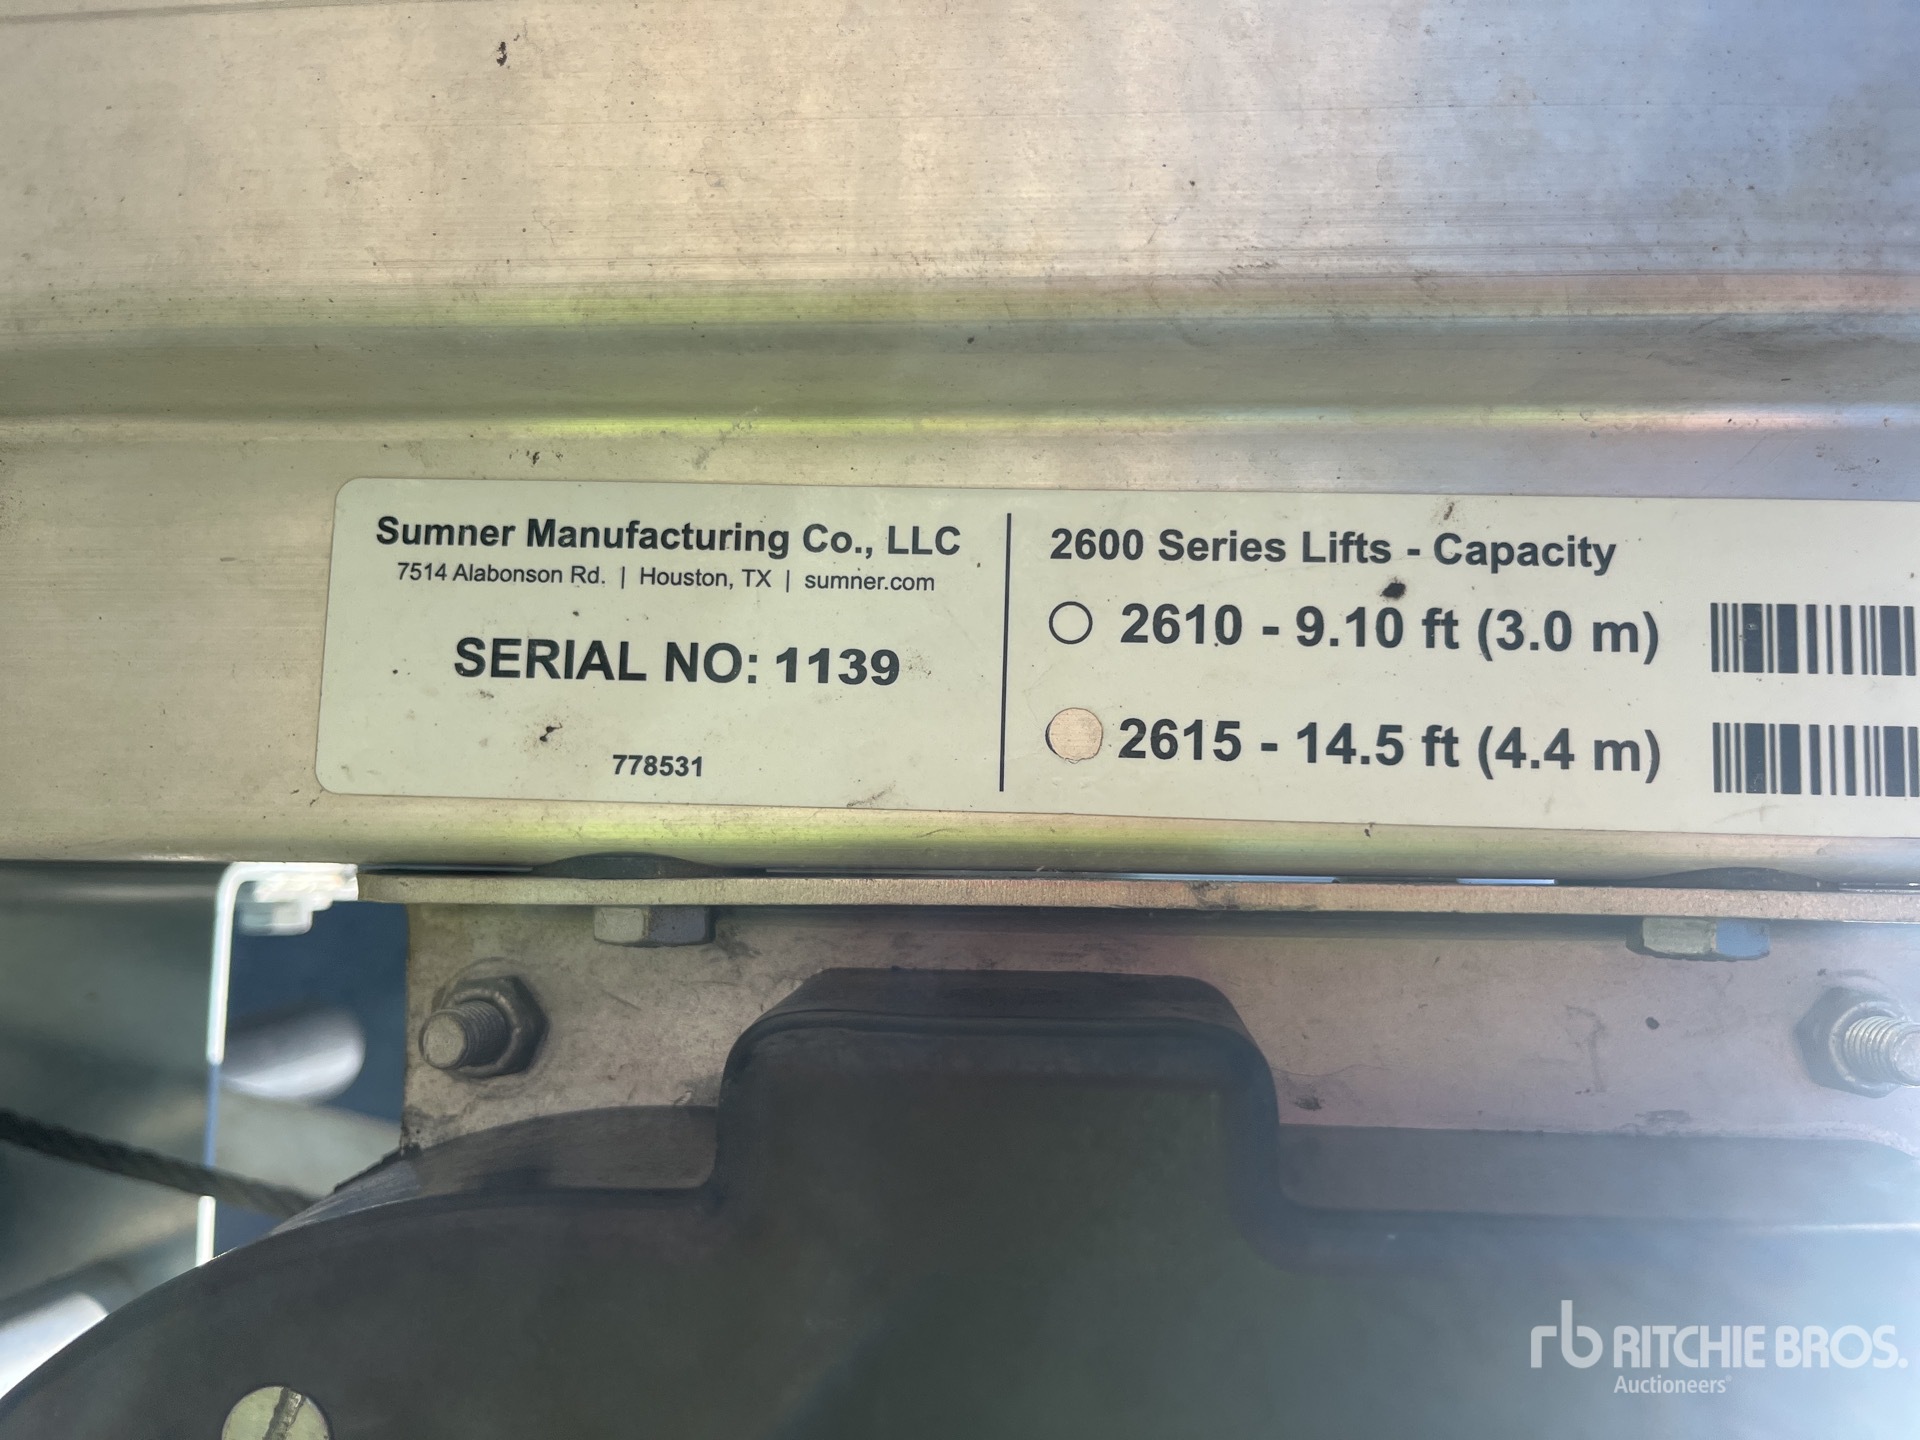 Sumner Manufacturing Co., LLC
7514 Alabonson Rd. | Houston, TX | sumner.com
SERIAL NO: 1139
778531
2600 Series Lifts - Capacity
2610 - 9.10 ft (3.0 m)
2615 - 14.5 ft (4.4 m)
rb RITCHIE BROS.
Auctioneers